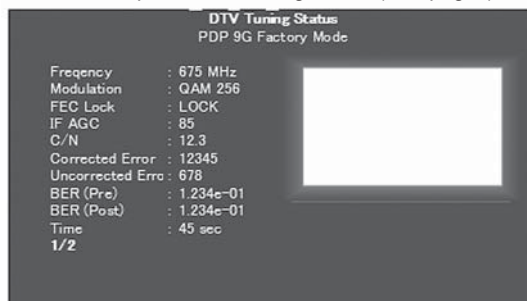 DTV Tuning Status
PDP 9G Factory Mode
Freqency : 675 MHz
Modulation : QAM 256
FEC Lock : LOCK
IF AGC : 85
C/N : 12.3
Corrected Error : 12345
Uncorrected Erro : 678
BER (Pre) : 1.234e-01
BER (Post) : 1.234e-01
Time : 45 sec
1/2